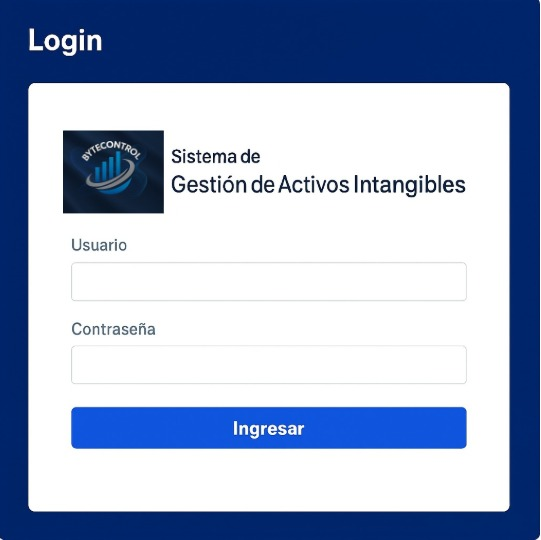 Login
BYTECONTROL
Sistema de
Gestión de Activos Intangibles
Usuario
Contraseña
Ingresar